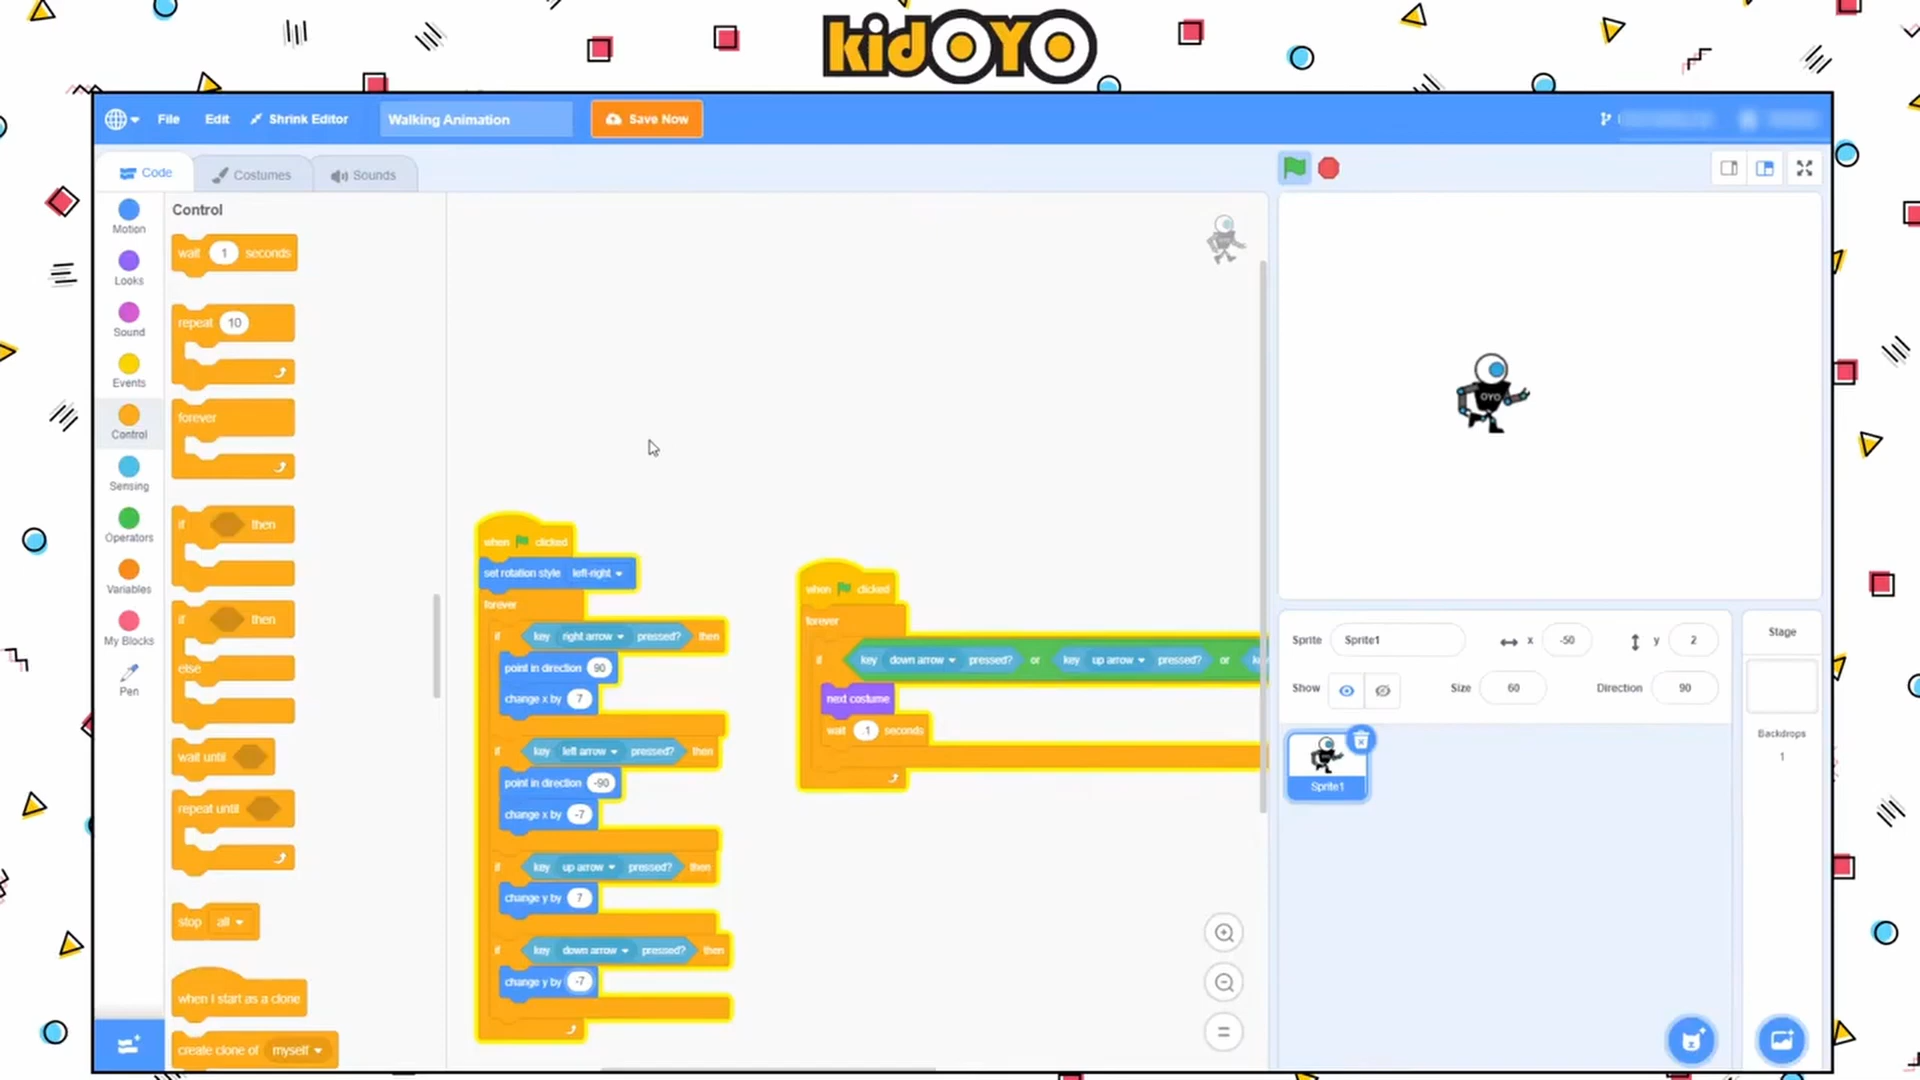 kidOYO
File Edit Shrink Editor Walking Animation Save Now
Code Costumes Sounds
Motion
Looks
Sound
Events
Control
Sensing
Operators
Variables
My Blocks
Pen
Control
wait 1 seconds
repeat 10
forever
if then
if then
else
wait until
repeat until
stop all
when I start as a clone
create clone of myself
when clicked
set rotation style left-right
forever
if key right arrow pressed? then
point in direction 90
change x by 7
if key left arrow pressed? then
point in direction -90
change x by -7
if key up arrow pressed? then
change y by 7
if key down arrow pressed? then
change y by -7
when clicked
forever
if key down arrow pressed? or key up arrow pressed? or
next costume
wait .1 seconds
OYO
Sprite Sprite1 x -50 y 2
Show Size 60 Direction 90
Sprite1
Stage
Backdrops
1